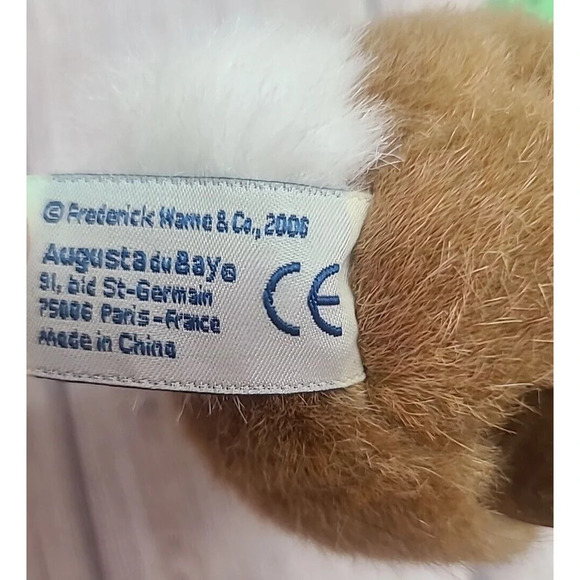 © Frederick Warne & Co., 2006
Augusta du Bay®
91, bld St-Germain
75006 Paris-France
Made in China
CE